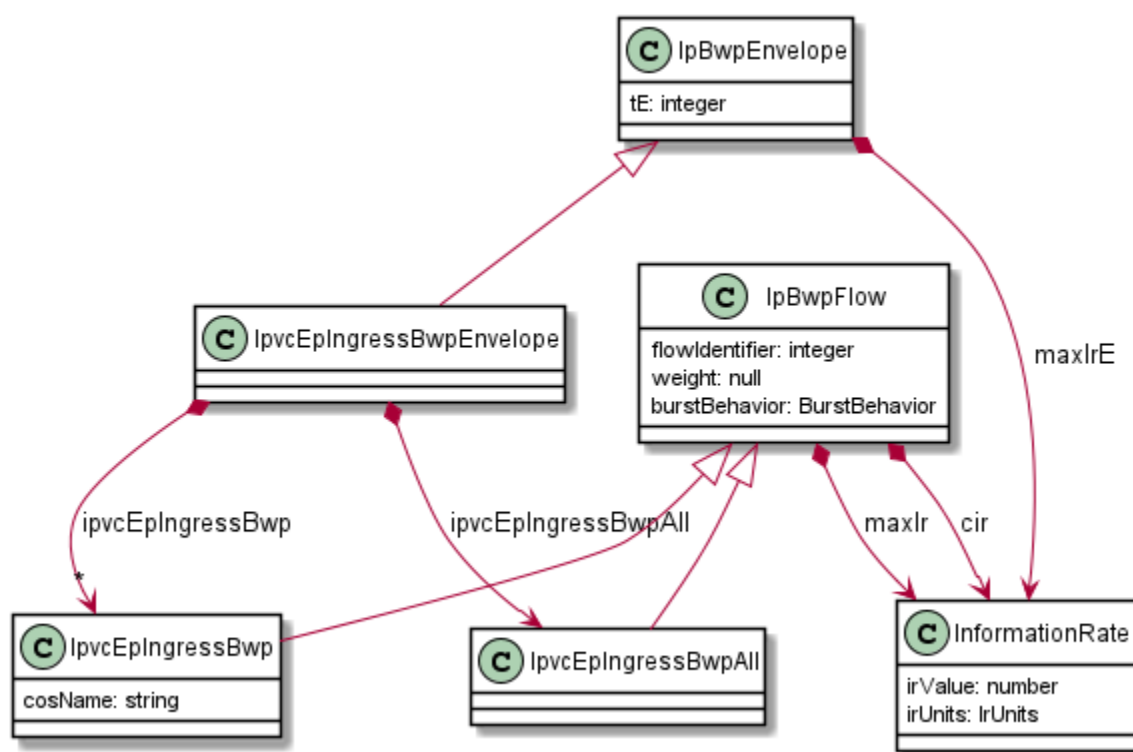 C IpBwpEnvelope
tE: integer
C IpBwpFlow
flowIdentifier: integer
weight: null
burstBehavior: BurstBehavior
C IpvcEpIngressBwpEnvelope
maxIrE
ipvcEpIngressBwp
ipvcEpIngressBwpAll
maxIr
cir
*
C IpvcEpIngressBwp
cosName: string
C IpvcEpIngressBwpAll
C InformationRate
irValue: number
irUnits: IrUnits